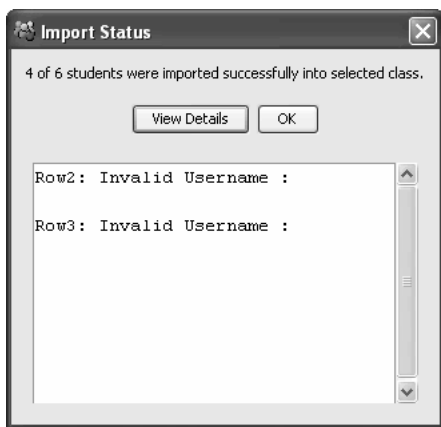 Import Status
4 of 6 students were imported successfully into selected class.
View Details OK
Row2: Invalid Username :
Row3: Invalid Username :